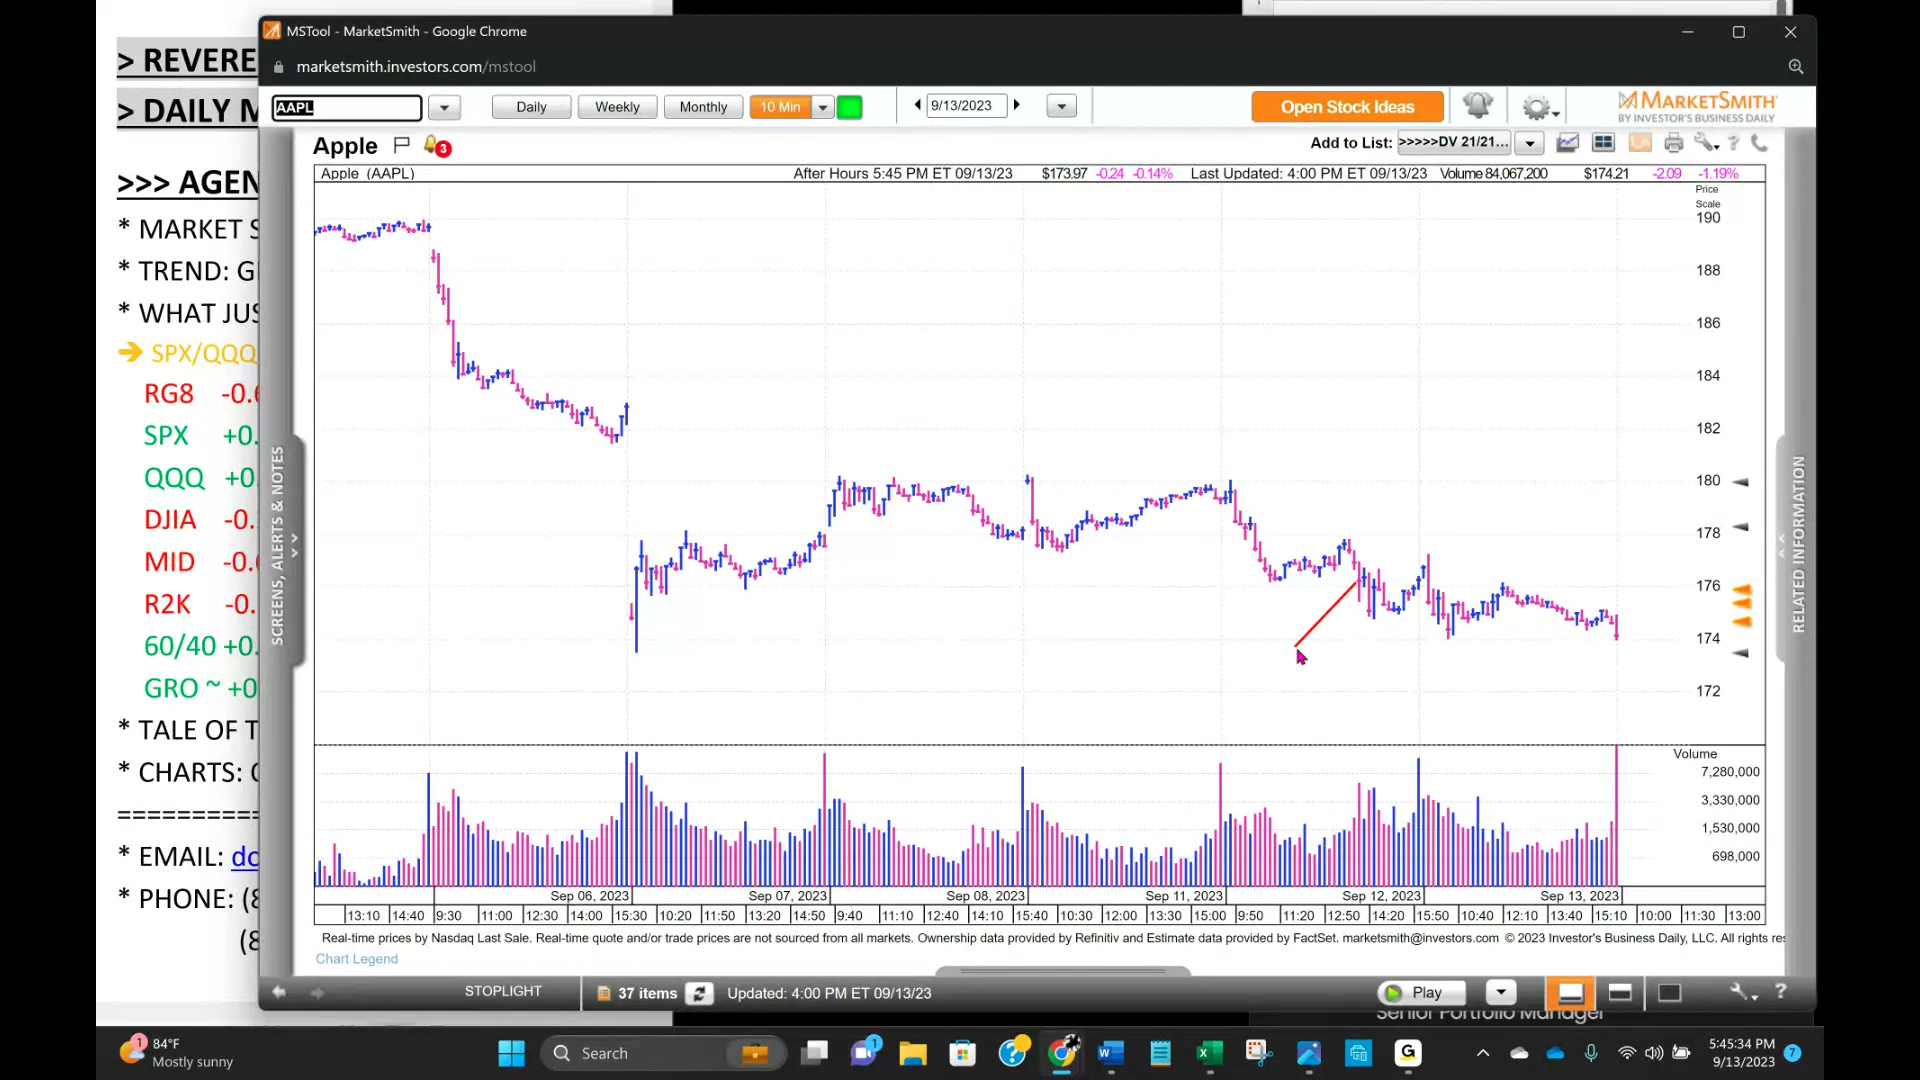 MSTool - MarketSmith - Google Chrome
marketsmith.investors.com/mstool
> REVERE
> DAILY M
>>> AGEN
* MARKET S
* TREND: G
* WHAT JUS
SPX/QQQ
RG8 -0.6
SPX +0.
QQQ +0.
DJIA -0.
MID -0.
R2K -0.
60/40 +0.
GRO ~ +0
* TALE OF T
* CHARTS:
==========
* EMAIL: do
* PHONE: (8
(8
AAPL
Daily
Weekly
Monthly
10 Min
9/13/2023
Open Stock Ideas
MARKETSMITH
BY INVESTOR'S BUSINESS DAILY
Apple
3
Add to List: >>>>>DV 21/21...
?
Apple (AAPL) After Hours 5:45 PM ET 09/13/23 $173.97 -0.24 -0.14% Last Updated: 4:00 PM ET 09/13/23 Volume 84,067,200 $174.21 -2.09 -1.19%
Price
Scale
190
188
186
184
182
180
178
176
174
172
SCREENS, ALERTS & NOTES
RELATED INFORMATION
Volume
7,280,000
3,330,000
1,530,000
698,000
Sep 06, 2023 Sep 07, 2023 Sep 08, 2023 Sep 11, 2023 Sep 12, 2023 Sep 13, 2023
13:10 14:40 9:30 11:00 12:30 14:00 15:30 10:20 11:50 13:20 14:50 9:40 11:10 12:40 14:10 15:40 10:30 12:00 13:30 15:00 9:50 11:20 12:50 14:20 15:50 10:40 12:10 13:40 15:10 10:00 11:30 13:00
Real-time prices by Nasdaq Last Sale. Real-time quote and/or trade prices are not sourced from all markets. Ownership data provided by Refinitiv and Estimate data provided by FactSet. marketsmith@investors.com © 2023 Investor's Business Daily, LLC. All rights res
Chart Legend
STOPLIGHT
37 items
Updated: 4:00 PM ET 09/13/23
Play
?
Senior Portfolio Manager
1
84°F
Mostly sunny
Search
1
5:45:34 PM
9/13/2023
7